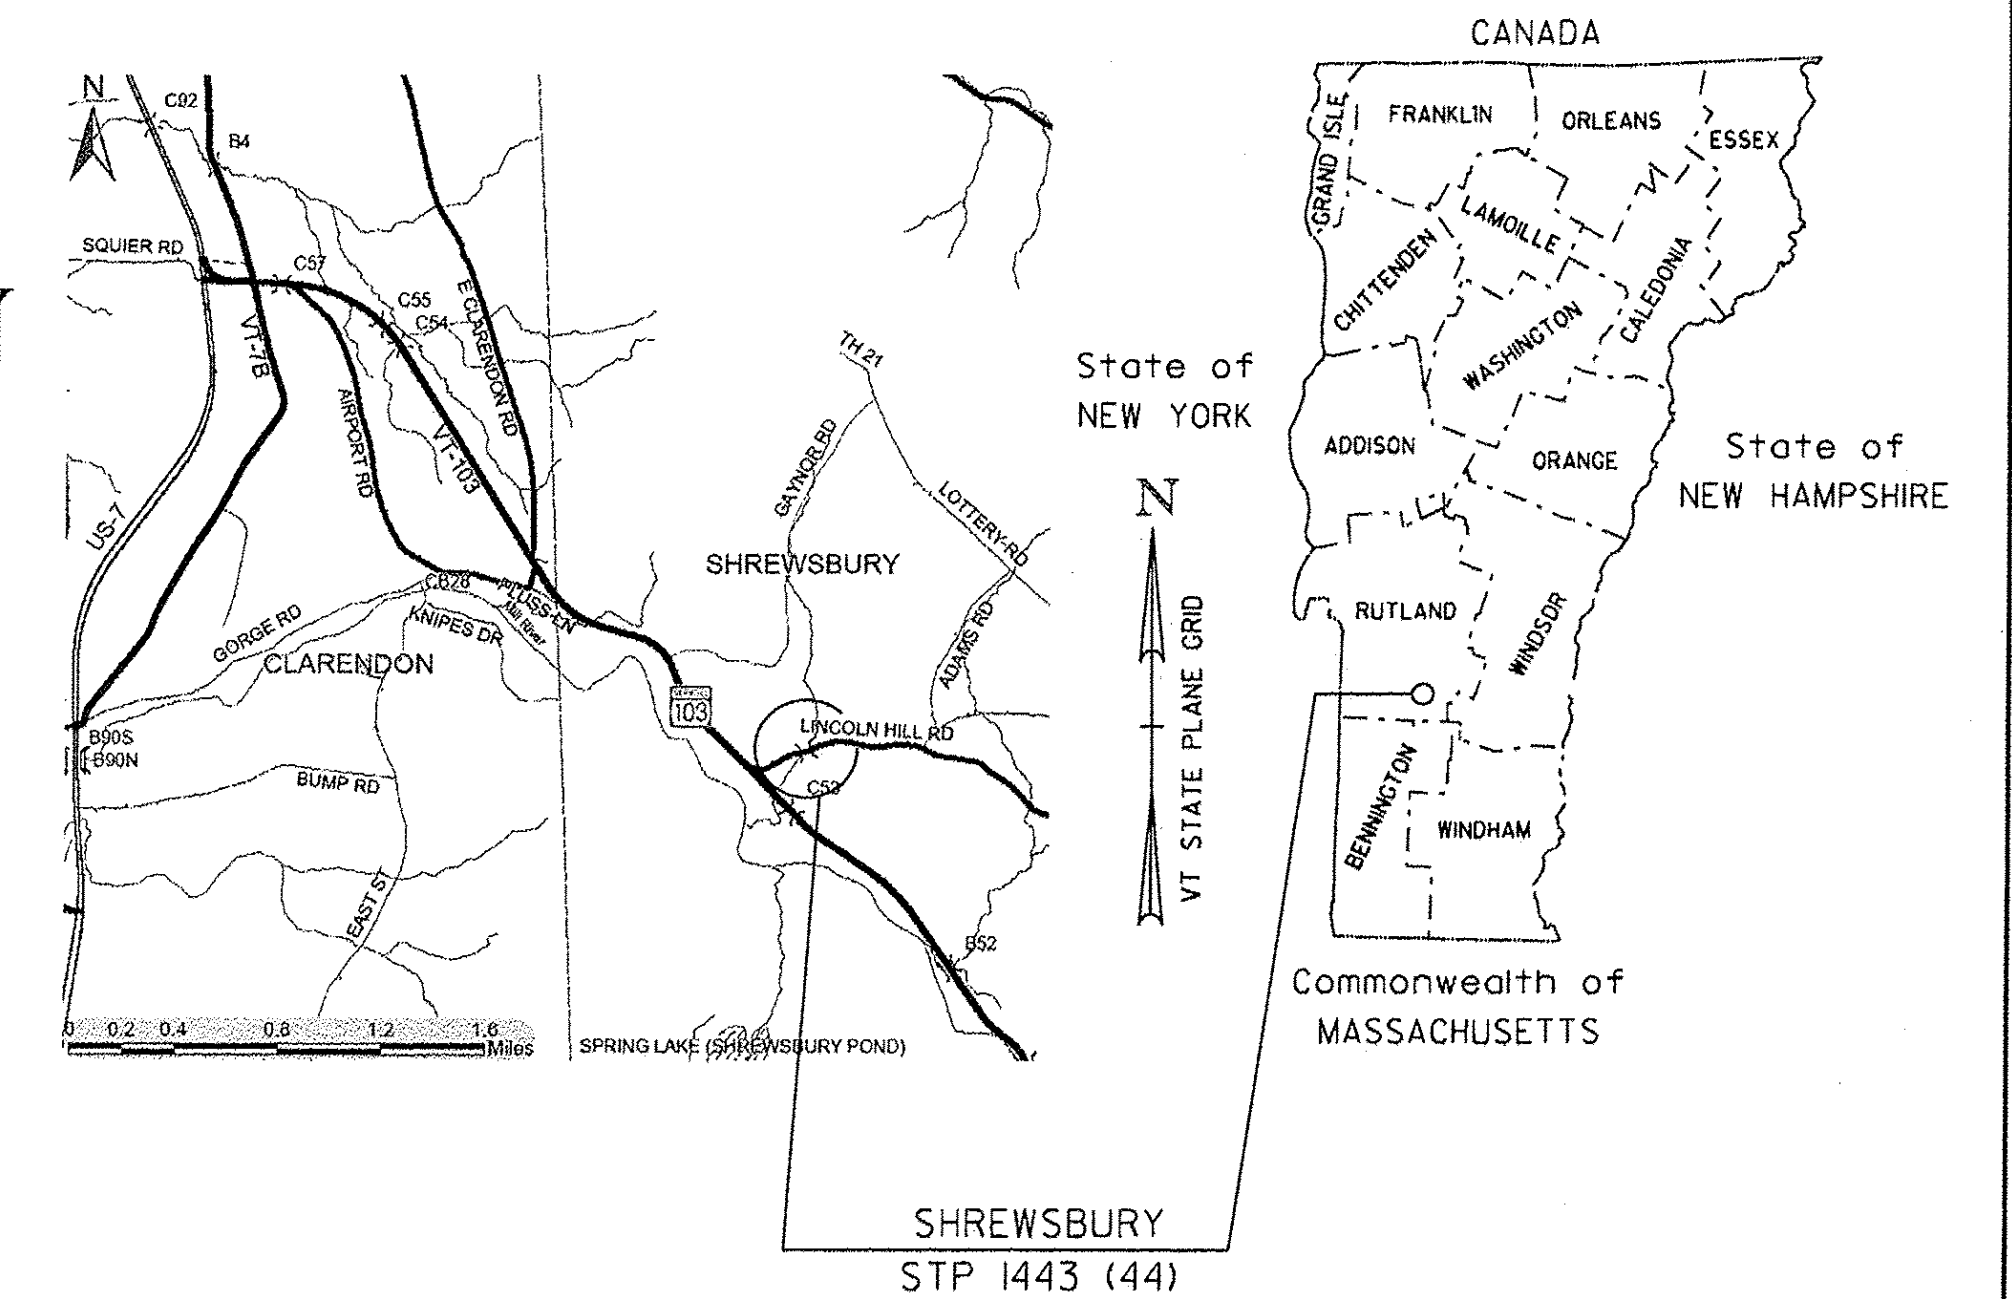 CANADA
N
C92
B4
SQUIER RD
C57
C55
C54
VT-7B
E CLARENDON RD
AIRPORT RD
VT-103
US-7
TH 21
GAYNOR RD
LOTTERY-RD
SHREWSBURY
ADAMS RD
CB28
PLUSS-LN
Mill River
GORGE RD
KNIPES DR
CLARENDON
103
LINCOLN HILL RD
C53
B90S
B90N
BUMP RD
EAST ST
B52
0 0.2 0.4 0.8 1.2 1.6
Miles
SPRING LAKE (SHREWSBURY POND)
GRAND ISLE
FRANKLIN
ORLEANS
ESSEX
LAMOILLE
CHITTENDEN
CALEDONIA
WASHINGTON
State of
NEW YORK
ADDISON
ORANGE
State of
NEW HAMPSHIRE
N
VT STATE PLANE GRID
RUTLAND
WINDSOR
BENNINGTON
WINDHAM
Commonwealth of
MASSACHUSETTS
SHREWSBURY
STP 1443 (44)